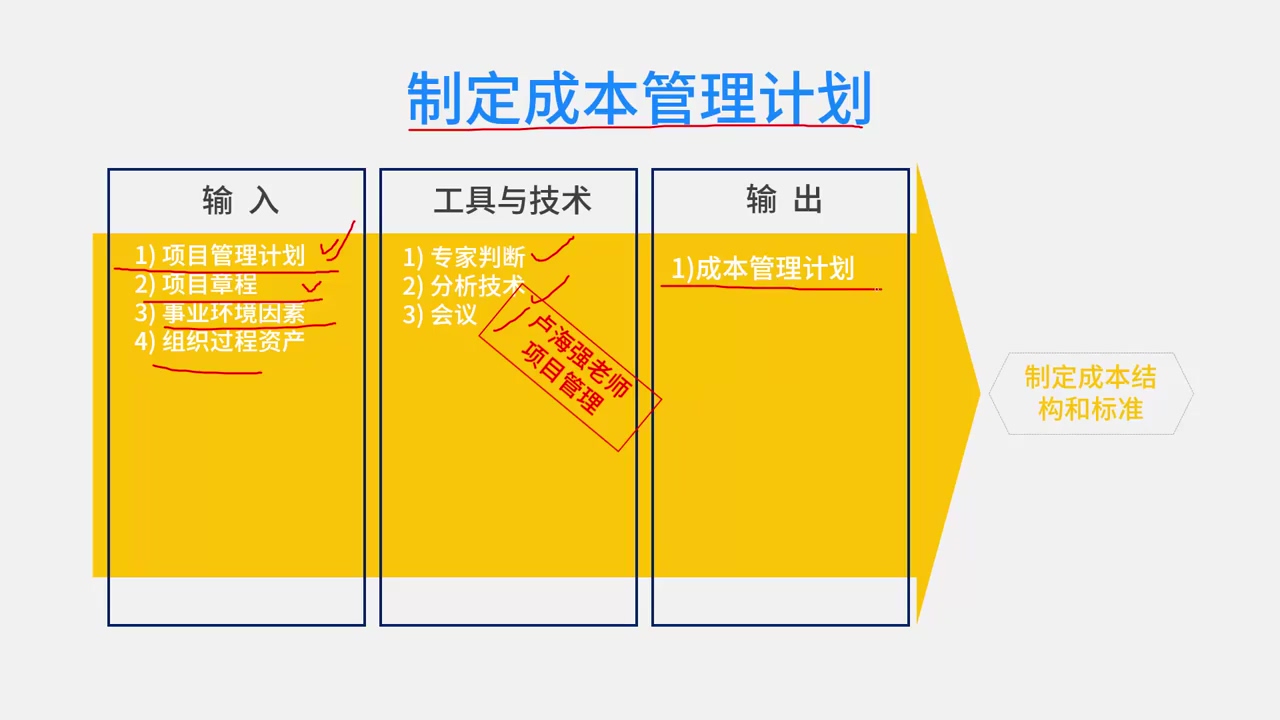 制定成本管理计划
输 入
1) 项目管理计划
2) 项目章程
3) 事业环境因素
4) 组织过程资产
工具与技术
1) 专家判断
2) 分析技术
3) 会议
卢海强老师
项目管理
输 出
1)成本管理计划
制定成本结
构和标准